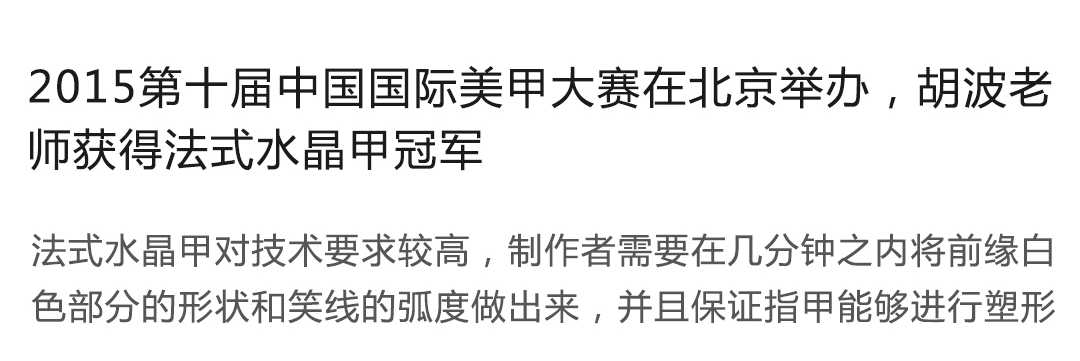 2015第十届中国国际美甲大赛在北京举办，胡波老
师获得法式水晶甲冠军
法式水晶甲对技术要求较高，制作者需要在几分钟之内将前缘白
色部分的形状和笑线的弧度做出来，并且保证指甲能够进行塑形